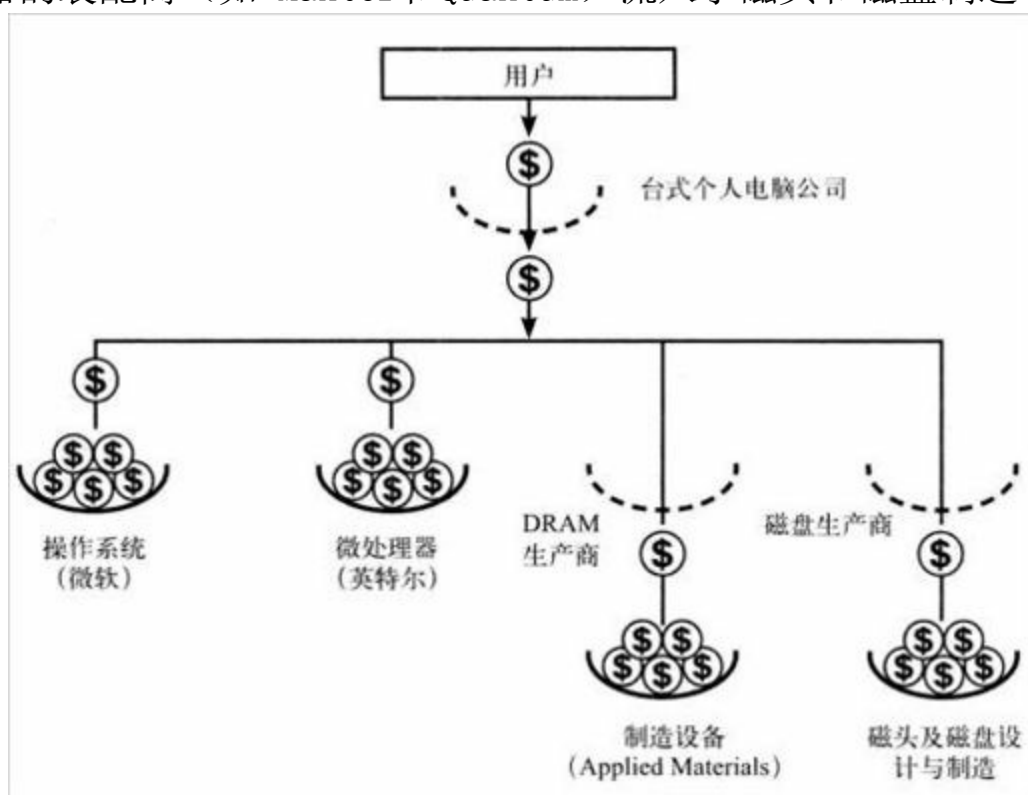 用户
台式个人电脑公司
$
$
$
$
$ $
$ $ $
$ $
$ $ $
操作系统
（微软）
微处理器
（英特尔）
DRAM
生产商
磁盘生产商
$
$
$ $
$ $ $
$ $
$ $ $
制造设备
（Applied Materials）
磁头及磁盘设
计与制造